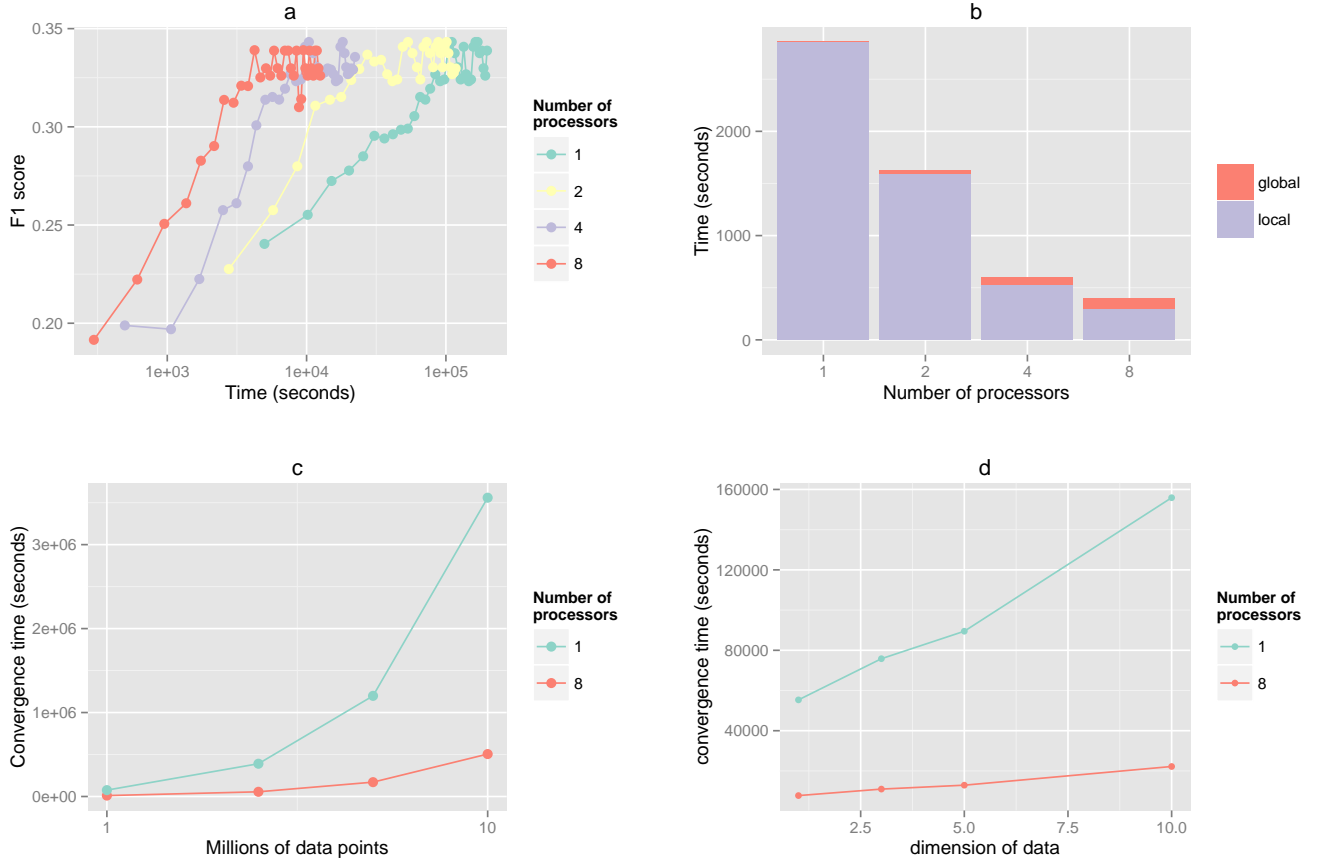 a
0.35
0.30
0.25
0.20
F1 score
1e+03
1e+04
1e+05
Time (seconds)
Number of
processors
1
2
4
8
b
2000
1000
0
Time (seconds)
1
2
4
8
Number of processors
global
local
c
3e+06
2e+06
1e+06
0e+00
Convergence time (seconds)
1
10
Millions of data points
Number of
processors
1
8
d
160000
120000
80000
40000
convergence time (seconds)
2.5
5.0
7.5
10.0
dimension of data
Number of
processors
1
8